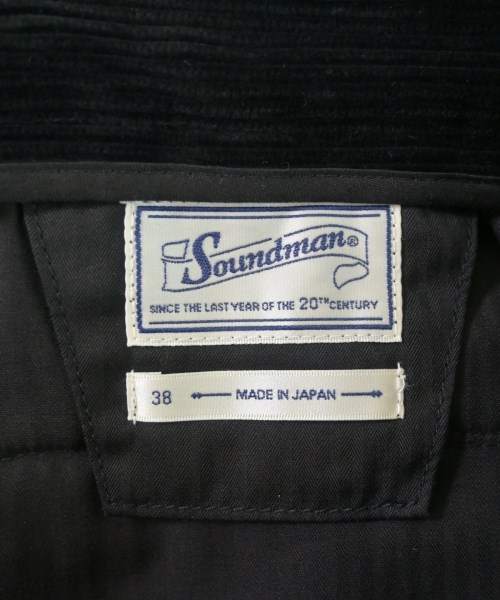 Soundman®
SINCE THE LAST YEAR OF THE 20TH CENTURY
38 MADE IN JAPAN